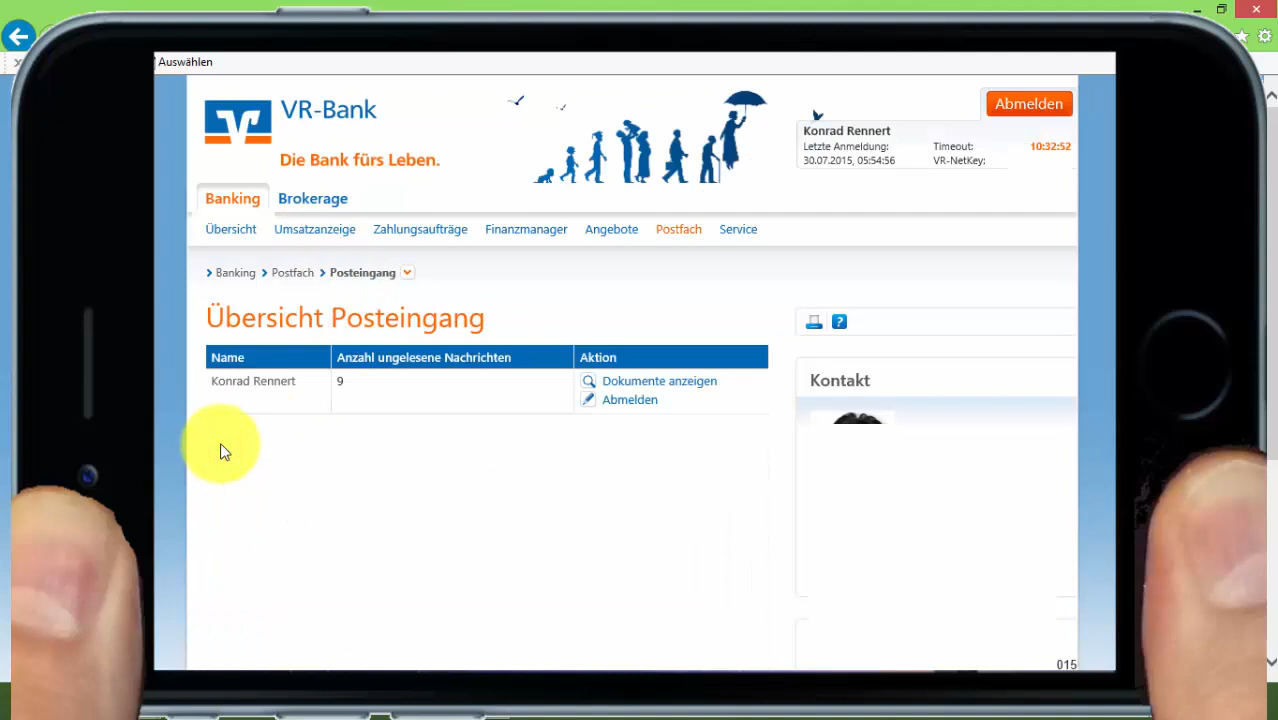 Auswählen
VR-Bank
Die Bank fürs Leben.
Abmelden
Konrad Rennert
Letzte Anmeldung: Timeout: 10:32:52
30.07.2015, 05:54:56 VR-NetKey:
Banking Brokerage
Übersicht Umsatzanzeige Zahlungsaufträge Finanzmanager Angebote Postfach Service
Banking Postfach Posteingang
Übersicht Posteingang
?
Name Anzahl ungelesene Nachrichten Aktion
Konrad Rennert 9 Dokumente anzeigen
Abmelden
Kontakt
015